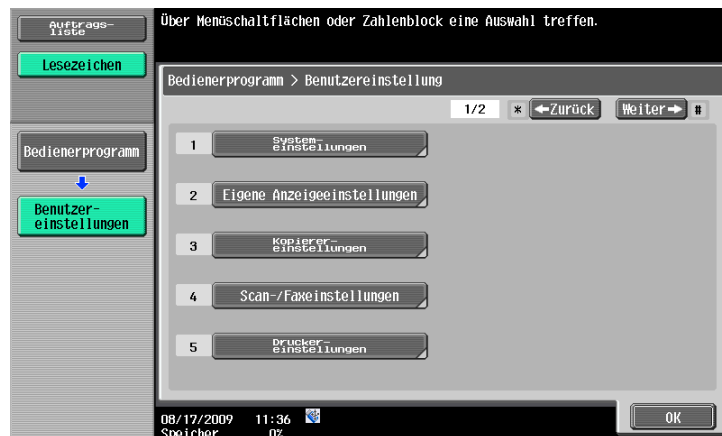 Auftrags-
liste
Lesezeichen
Bedienerprogramm
Benutzer-
einstellungen
Über Menüschaltflächen oder Zahlenblock eine Auswahl treffen.
Bedienerprogramm > Benutzereinstellung
1/2 * ←Zurück Weiter→ #
1 System-
einstellungen
2 Eigene Anzeigeeinstellungen
3 Kopierer-
einstellungen
4 Scan-/Faxeinstellungen
5 Drucker-
einstellungen
08/17/2009 11:36
Speicher 0%
OK